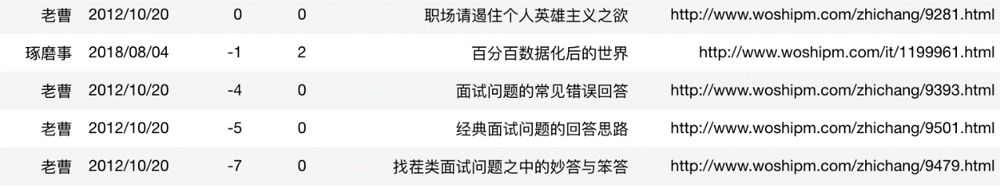 老曹 2012/10/20 0 0 职场请遏住个人英雄主义之欲 http://www.woshipm.com/zhichang/9281.html
琢磨事 2018/08/04 -1 2 百分百数据化后的世界 http://www.woshipm.com/it/1199961.html
老曹 2012/10/20 -4 0 面试问题的常见错误回答 http://www.woshipm.com/zhichang/9393.html
老曹 2012/10/20 -5 0 经典面试问题的回答思路 http://www.woshipm.com/zhichang/9501.html
老曹 2012/10/20 -7 0 找茬类面试问题之中的妙答与笨答 http://www.woshipm.com/zhichang/9479.html